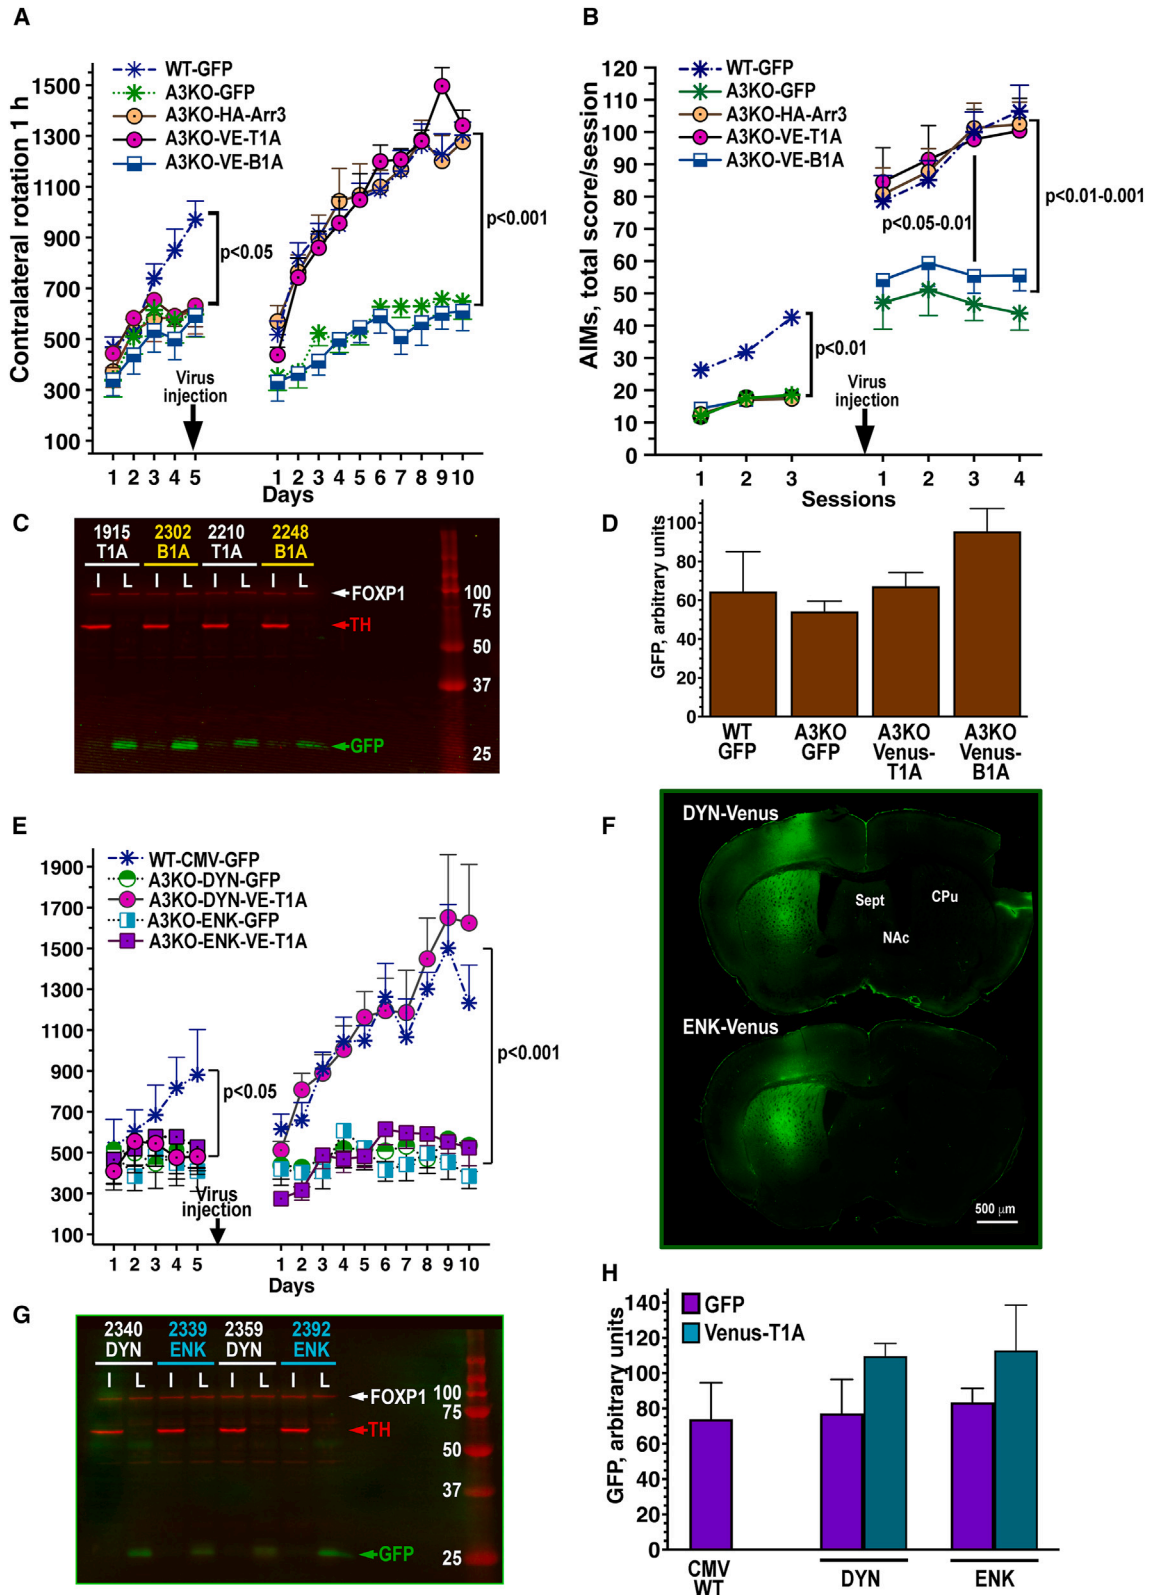 A
WT-GFP
A3KO-GFP
A3KO-HA-Arr3
A3KO-VE-T1A
A3KO-VE-B1A
Contralateral rotation 1 h
1500
1300
1100
900
700
500
300
100
p<0.05
p<0.001
Virus
injection
1 2 3 4 5 1 2 3 4 5 6 7 8 9 10
Days
B
WT-GFP
A3KO-GFP
A3KO-HA-Arr3
A3KO-VE-T1A
A3KO-VE-B1A
AIMs, total score/session
120
110
100
90
80
70
60
50
40
30
20
10
0
p<0.05-0.01
p<0.01-0.001
p<0.01
Virus
injection
1 2 3 1 2 3 4
Sessions
C
1915 2302 2210 2248
T1A B1A T1A B1A
I L I L I L I L
FOXP1
TH
GFP
100
75
50
37
25
D
GFP, arbitrary units
100
80
60
40
20
0
WT
GFP
A3KO
GFP
A3KO
Venus-
T1A
A3KO
Venus-
B1A
E
WT-CMV-GFP
A3KO-DYN-GFP
A3KO-DYN-VE-T1A
A3KO-ENK-GFP
A3KO-ENK-VE-T1A
1900
1700
1500
1300
1100
900
700
500
300
100
p<0.05
p<0.001
Virus
injection
1 2 3 4 5 1 2 3 4 5 6 7 8 9 10
Days
F
DYN-Venus
Sept
CPu
NAc
ENK-Venus
500 µm
G
2340 2339 2359 2392
DYN ENK DYN ENK
I L I L I L I L
FOXP1
TH
GFP
100
75
50
37
25
H
GFP
Venus-T1A
GFP, arbitrary units
140
120
100
80
60
40
20
0
CMV
WT
DYN
ENK